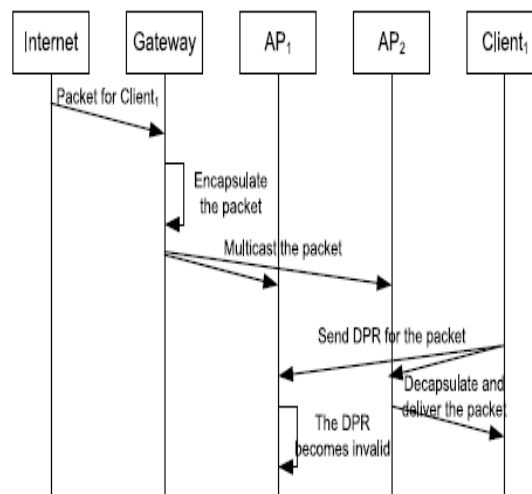 Internet
Gateway
AP₁
AP₂
Client₁
Packet for Client₁
Encapsulate
the packet
Multicast the packet
Send DPR for the packet
Decapsulate and
deliver the packet
The DPR
becomes invalid